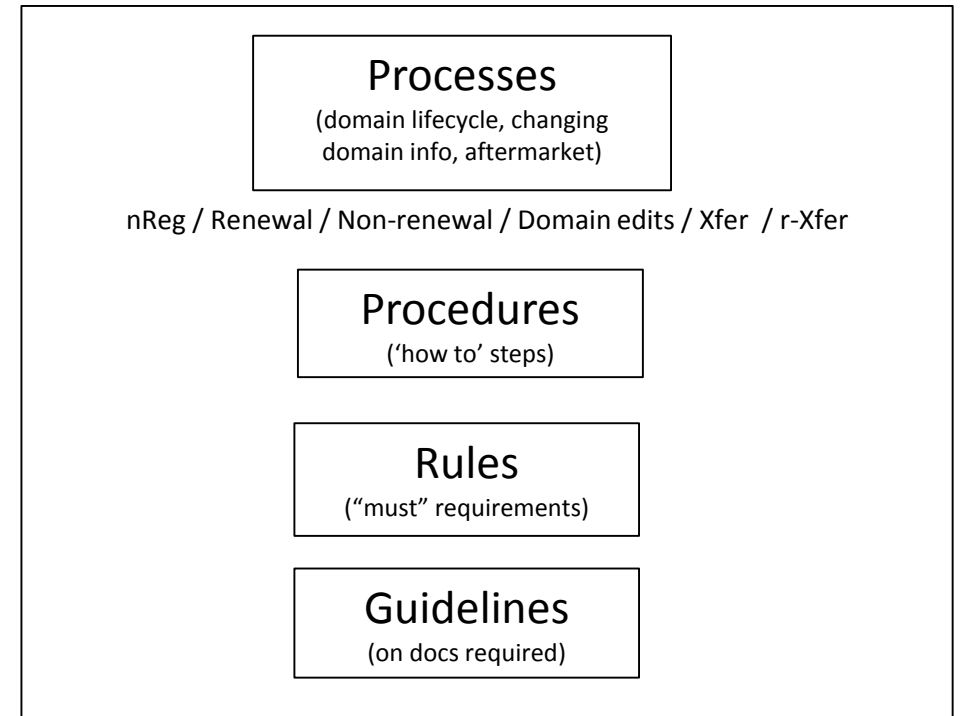 Processes
(domain lifecycle, changing
domain info, aftermarket)
nReg / Renewal / Non-renewal / Domain edits / Xfer / r-Xfer
Procedures
(‘how to’ steps)
Rules
(“must” requirements)
Guidelines
(on docs required)